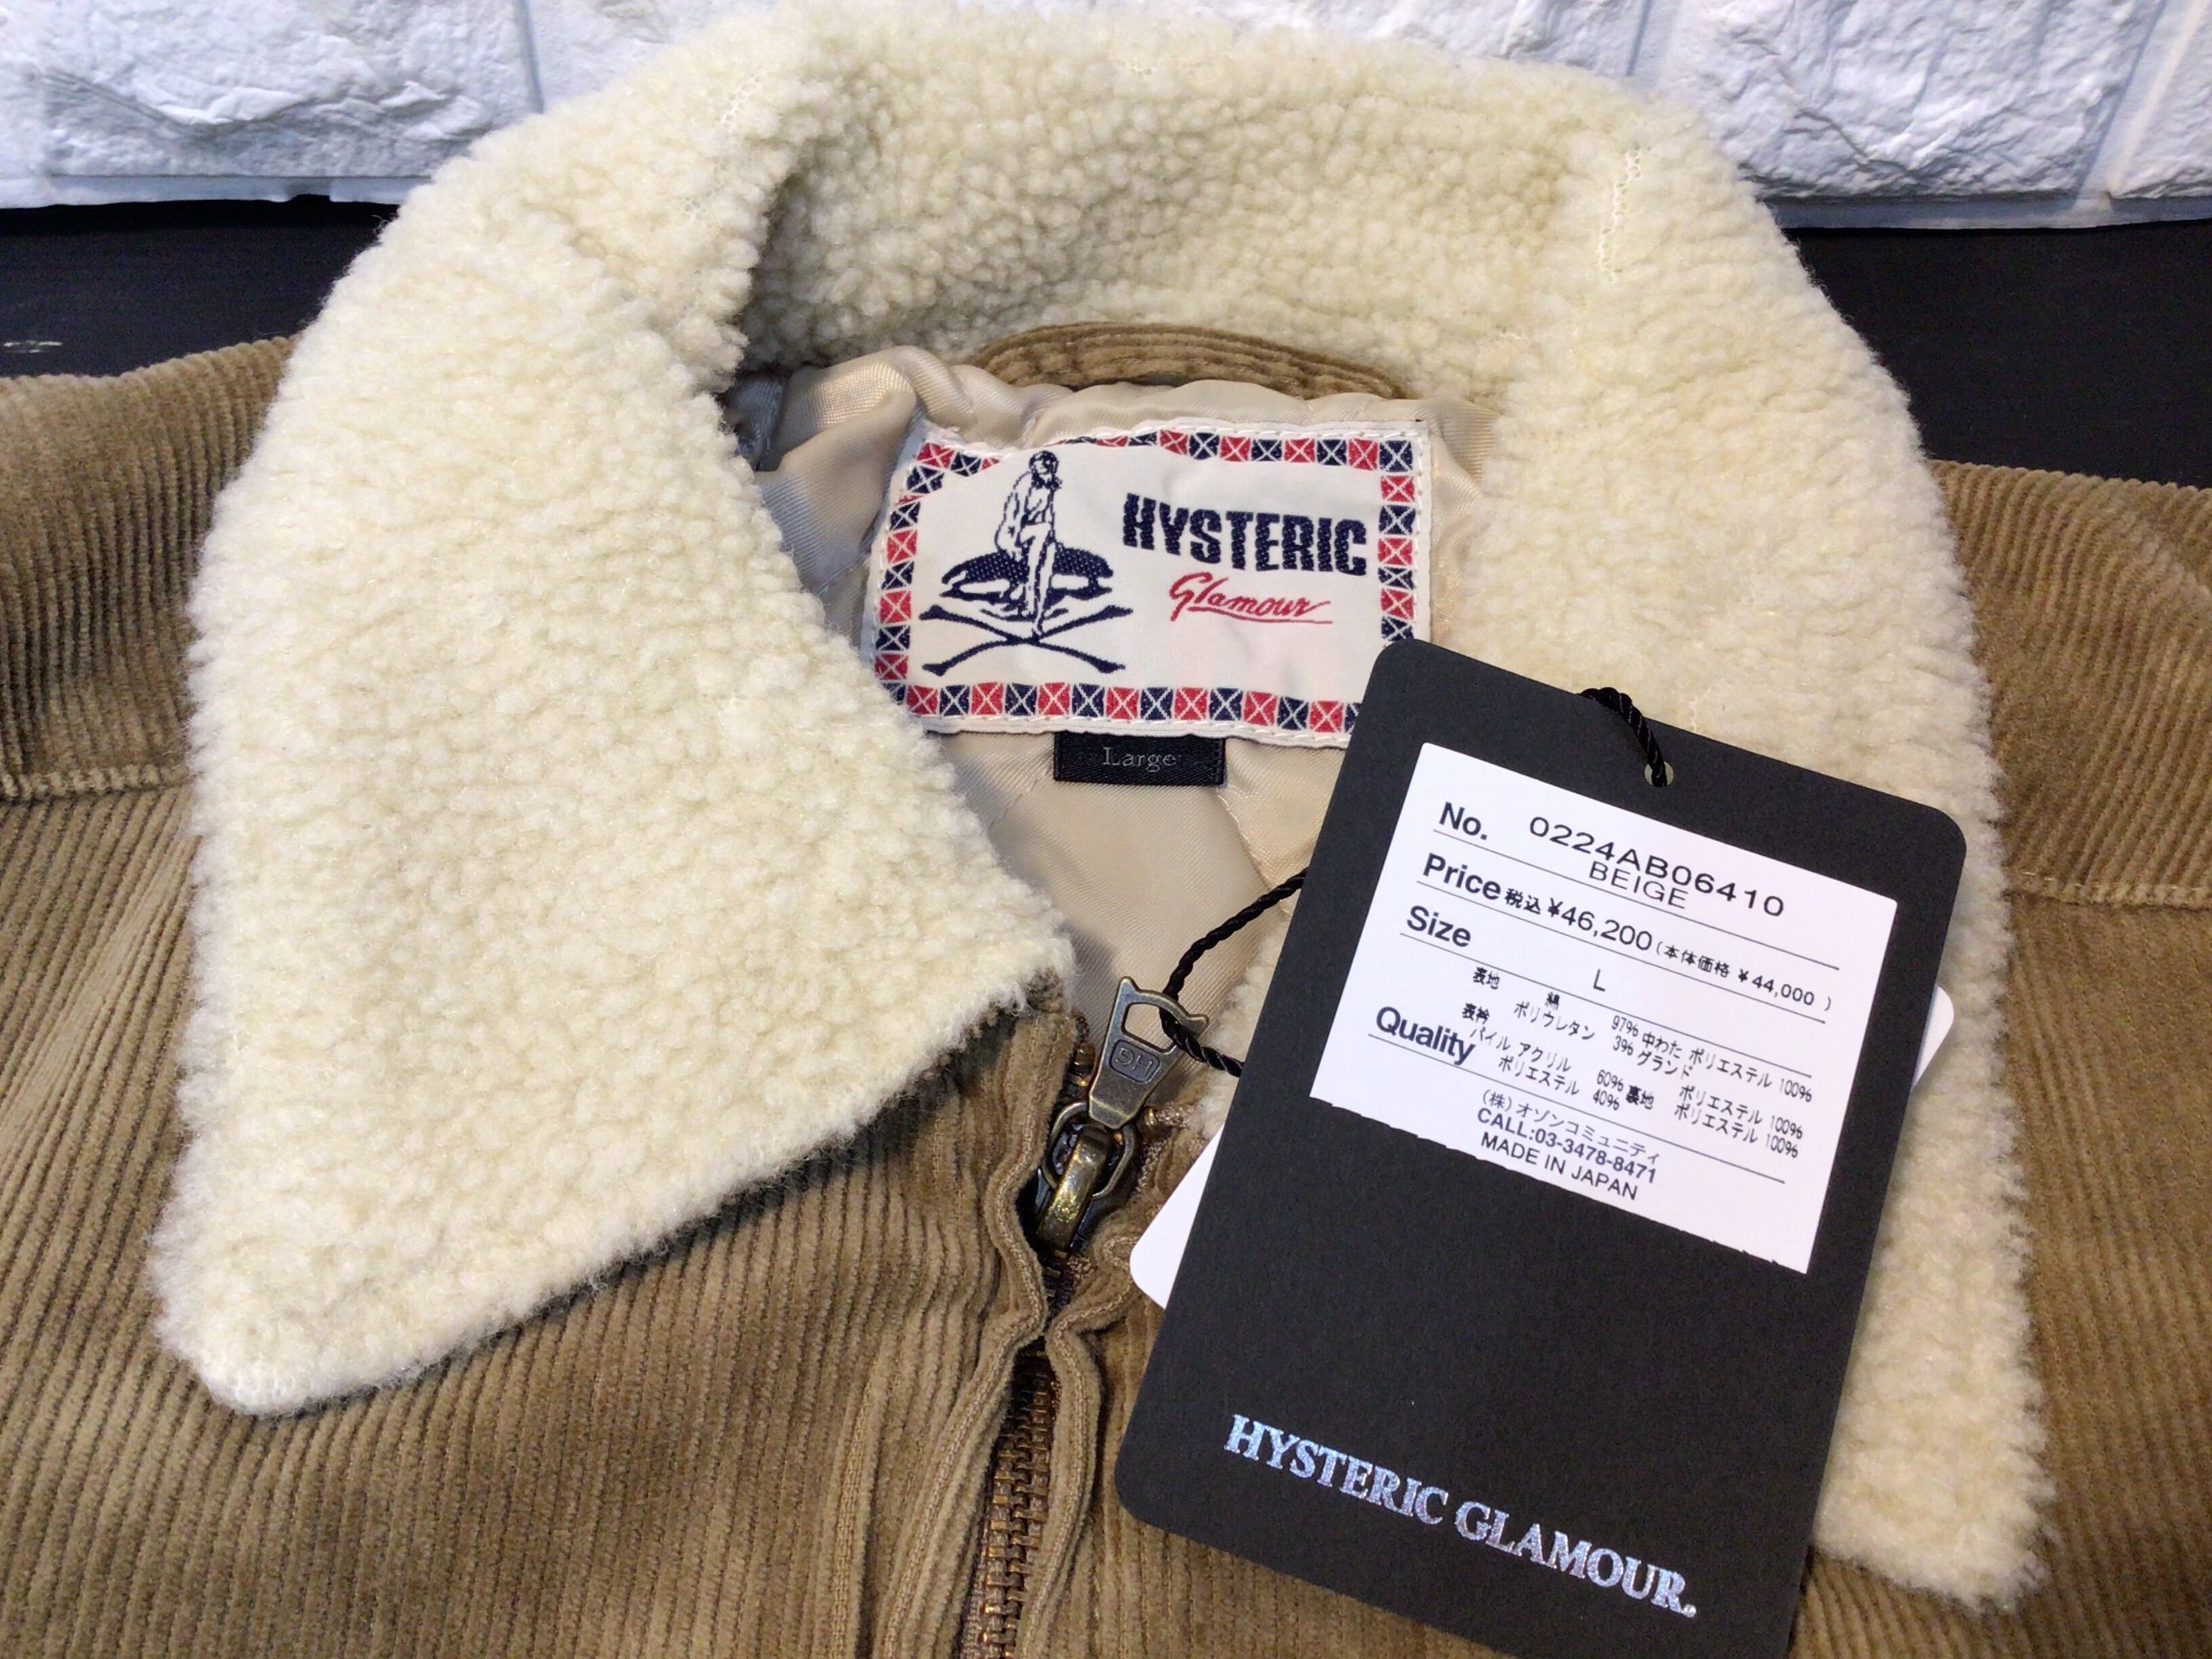 HYSTERIC
Glamour
Large
No. 0224AB06410
BEIGE
Price 税込 ¥46,200 (本体価格 ¥44,000 )
Size L
Quality
表地 綿 97% 中わた ポリエステル 100%
ポリウレタン 3% グランド
表衿 ポリエステル 100%
パイル アクリル 60% 裏地 ポリエステル 100%
ポリエステル 40%
(株)オゾンコミュニティ
CALL:03-3478-8471
MADE IN JAPAN
HG
HYSTERIC GLAMOUR.